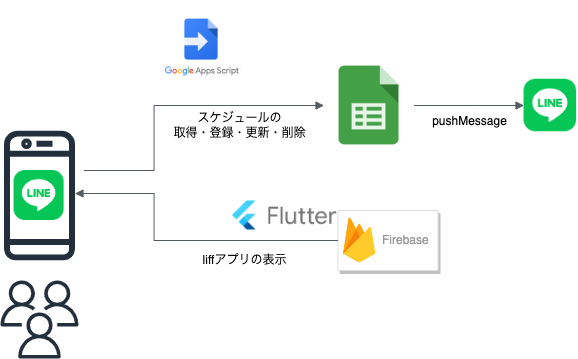 Google Apps Script
スケジュールの
取得・登録・更新・削除
LINE
pushMessage
LINE
Flutter
Firebase
liffアプリの表示